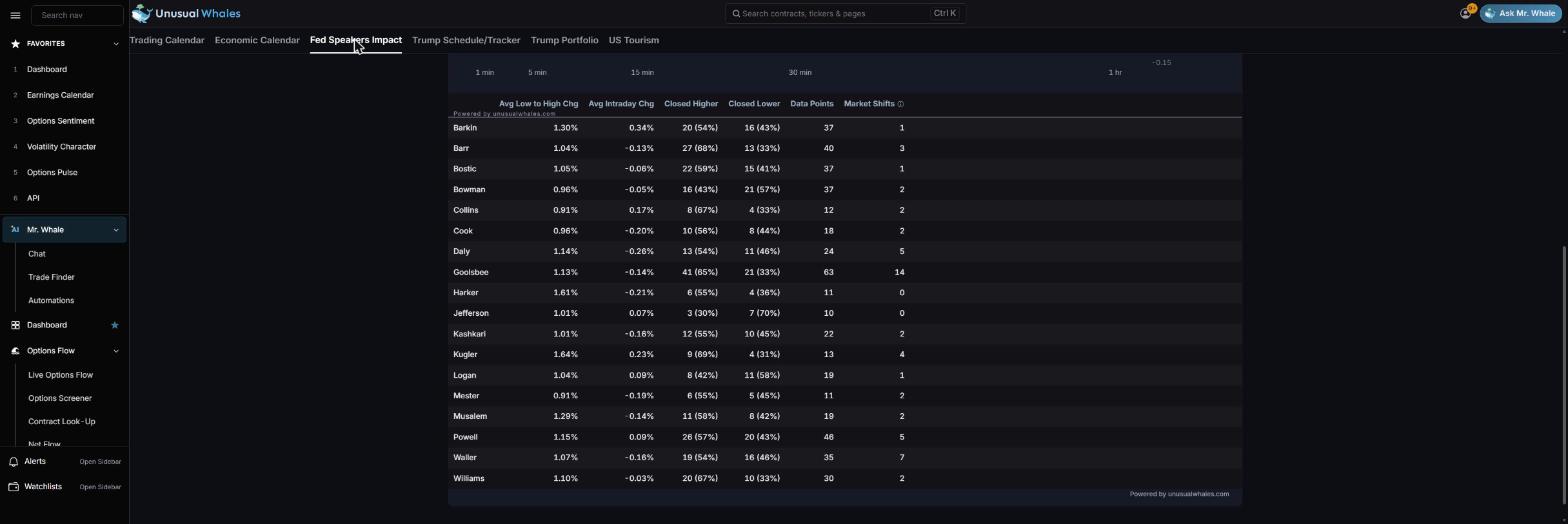 Search nav
Unusual Whales
Search contracts, tickers & pages
Ctrl K
9+
Ask Mr. Whale
FAVORITES
1 Dashboard
2 Earnings Calendar
3 Options Sentiment
4 Volatility Character
5 Options Pulse
6 API
AI Mr. Whale
Chat
Trade Finder
Automations
Dashboard
Options Flow
Live Options Flow
Options Screener
Contract Look-Up
Net Flow
Alerts Open Sidebar
Watchlists Open Sidebar
Trading Calendar Economic Calendar Fed Speakers Impact Trump Schedule/Tracker Trump Portfolio US Tourism
-0.15
1 min 5 min 15 min 30 min 1 hr
Avg Low to High Chg Avg Intraday Chg Closed Higher Closed Lower Data Points Market Shifts
Powered by unusualwhales.com
Barkin 1.30% 0.34% 20 (54%) 16 (43%) 37 1
Barr 1.04% -0.13% 27 (68%) 13 (33%) 40 3
Bostic 1.05% -0.06% 22 (59%) 15 (41%) 37 1
Bowman 0.96% -0.05% 16 (43%) 21 (57%) 37 2
Collins 0.91% 0.17% 8 (67%) 4 (33%) 12 2
Cook 0.96% -0.20% 10 (56%) 8 (44%) 18 2
Daly 1.14% -0.26% 13 (54%) 11 (46%) 24 5
Goolsbee 1.13% -0.14% 41 (65%) 21 (33%) 63 14
Harker 1.61% -0.21% 6 (55%) 4 (36%) 11 0
Jefferson 1.01% 0.07% 3 (30%) 7 (70%) 10 0
Kashkari 1.01% -0.16% 12 (55%) 10 (45%) 22 2
Kugler 1.64% 0.23% 9 (69%) 4 (31%) 13 4
Logan 1.04% 0.09% 8 (42%) 11 (58%) 19 1
Mester 0.91% -0.19% 6 (55%) 5 (45%) 11 2
Musalem 1.29% -0.14% 11 (58%) 8 (42%) 19 2
Powell 1.15% 0.09% 26 (57%) 20 (43%) 46 5
Waller 1.07% -0.16% 19 (54%) 16 (46%) 35 7
Williams 1.10% -0.03% 20 (67%) 10 (33%) 30 2
Powered by unusualwhales.com